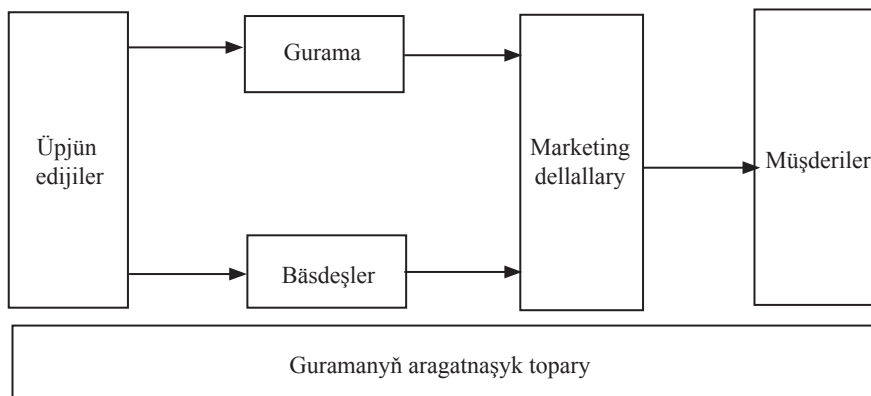 Üpjün
edijiler
Gurama
Bäsdeşler
Marketing
dellallary
Müşderiler
Guramanyň aragatnaşyk topary